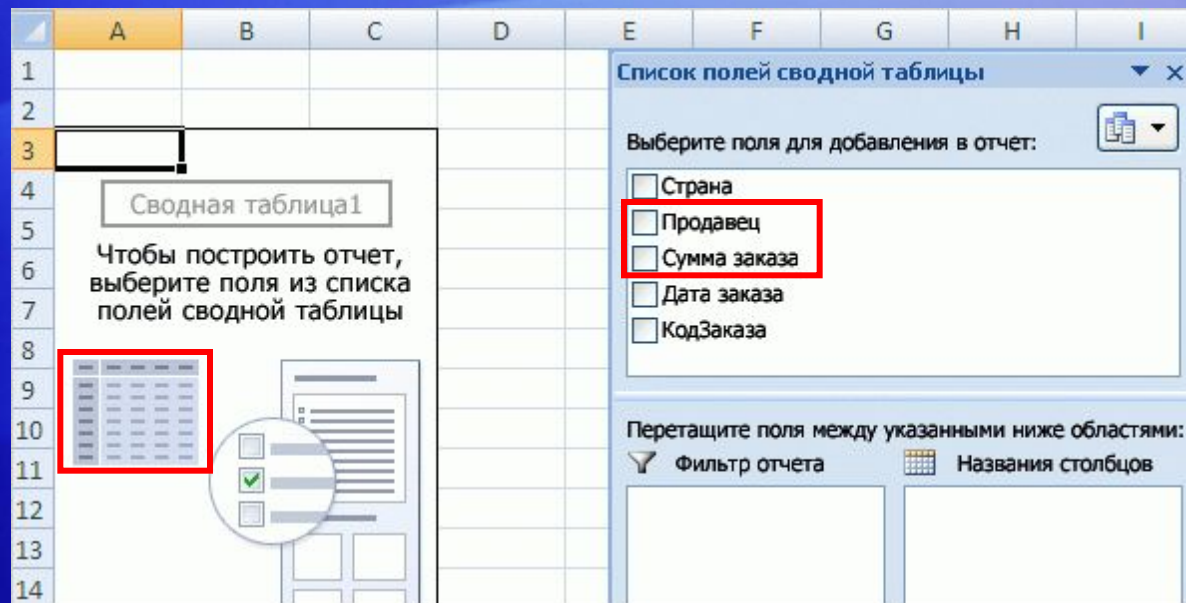 A B C D E F G H I
1
2
3
4
5
6
7
8
9
10
11
12
13
14
Сводная таблица1
Чтобы построить отчет,
выберите поля из списка
полей сводной таблицы
Список полей сводной таблицы
Выберите поля для добавления в отчет:
Страна
Продавец
Сумма заказа
Дата заказа
КодЗаказа
Перетащите поля между указанными ниже областями:
Фильтр отчета
Названия столбцов